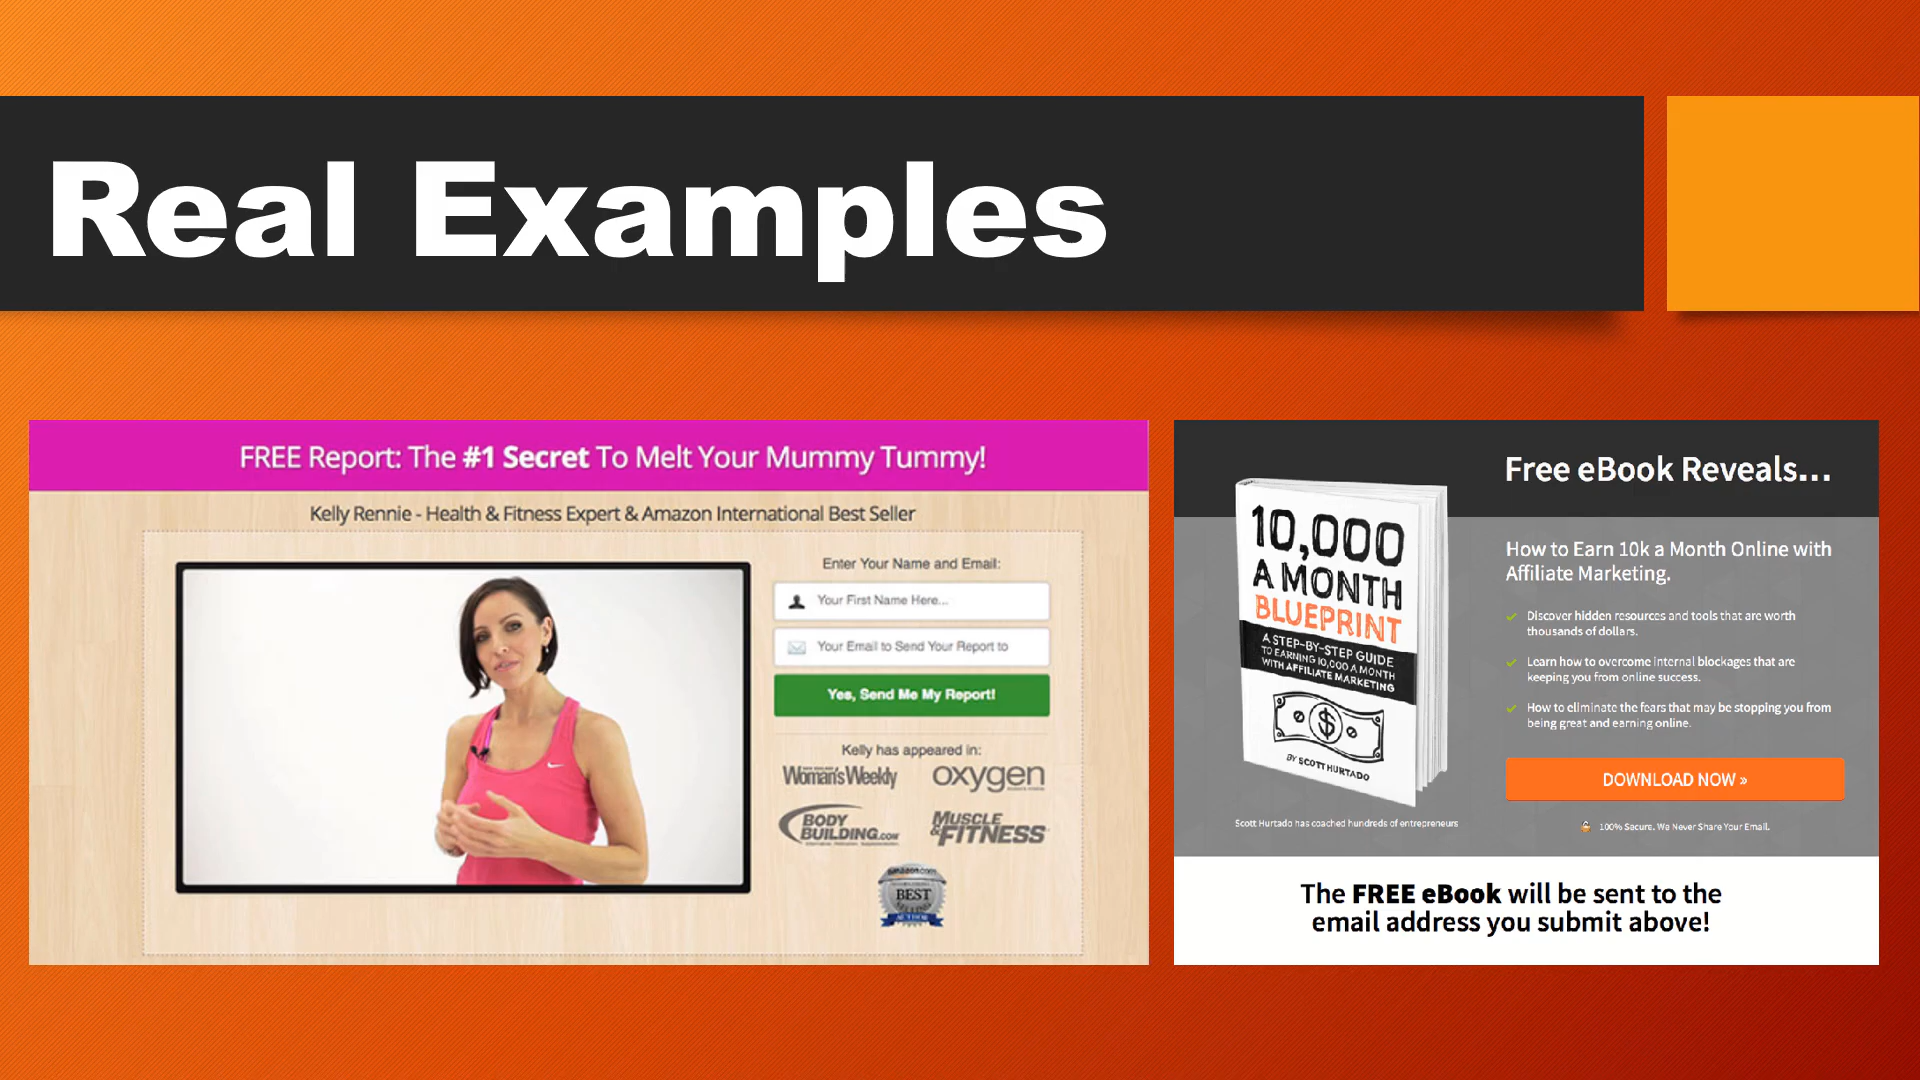 Real Examples
FREE Report: The #1 Secret To Melt Your Mummy Tummy!
Kelly Rennie - Health & Fitness Expert & Amazon International Best Seller
Enter Your Name and Email:
Your First Name Here...
Your Email to Send Your Report to
Yes, Send Me My Report!
Kelly has appeared in:
Woman's Weekly
oxygen
BODY
BUILDING.com
MUSCLE
& FITNESS
amazon.com
BEST
SELLING
AUTHOR
Free eBook Reveals...
10,000
A MONTH
BLUEPRINT
A STEP-BY-STEP GUIDE
TO EARNING 10,000 A MONTH
WITH AFFILIATE MARKETING
$
BY SCOTT HURTADO
Scott Hurtado has coached hundreds of entrepreneurs
How to Earn 10k a Month Online with
Affiliate Marketing.
Discover hidden resources and tools that are worth
thousands of dollars.
Learn how to overcome internal blockages that are
keeping you from online success.
How to eliminate the fears that may be stopping you from
being great and earning online.
DOWNLOAD NOW »
100% Secure. We Never Share Your Email.
The FREE eBook will be sent to the
email address you submit above!